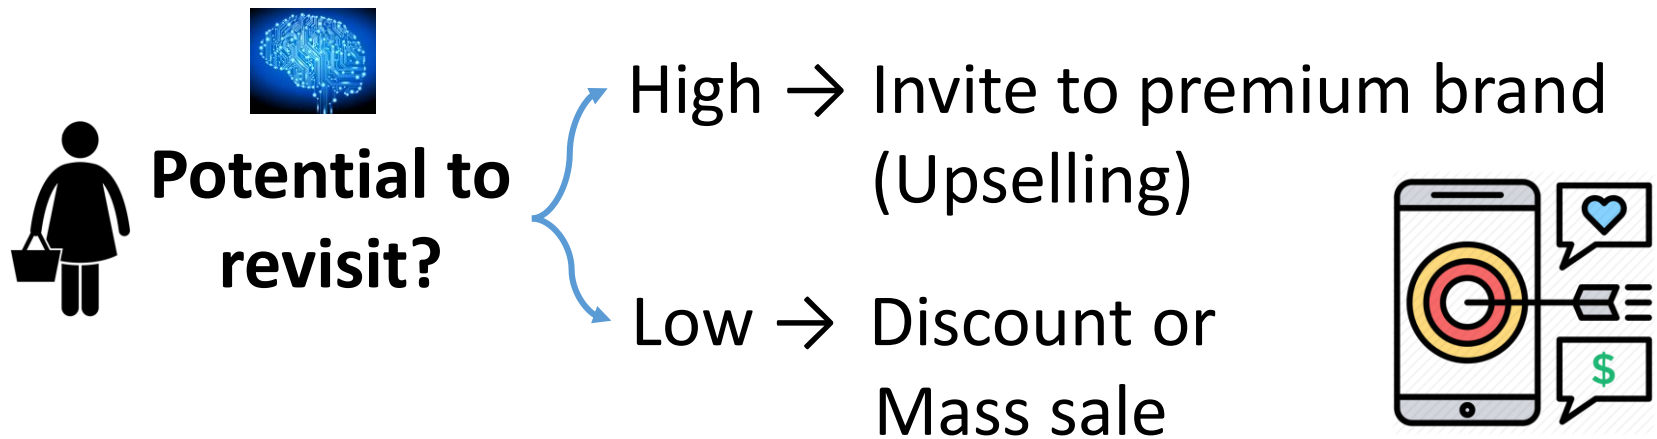 Potential to
revisit?
High → Invite to premium brand
(Upselling)
Low → Discount or
Mass sale
$